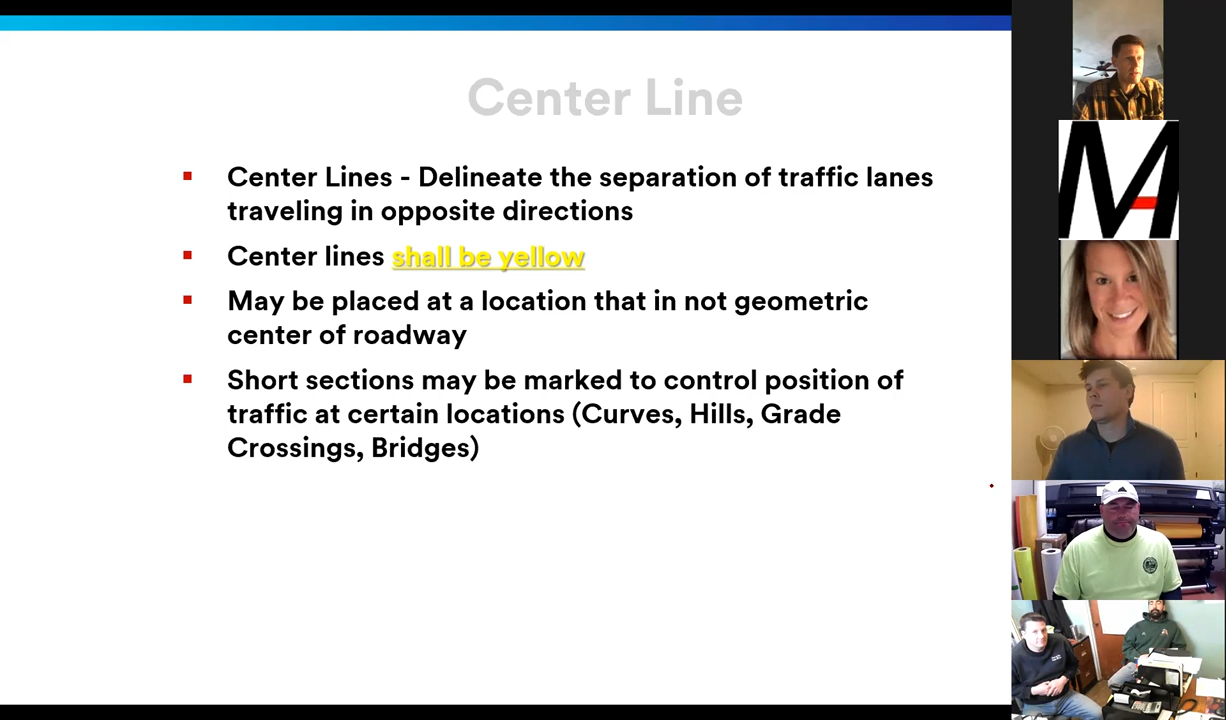 Center Line
Center Lines - Delineate the separation of traffic lanes
traveling in opposite directions
Center lines shall be yellow
May be placed at a location that in not geometric
center of roadway
Short sections may be marked to control position of
traffic at certain locations (Curves, Hills, Grade
Crossings, Bridges)
MA